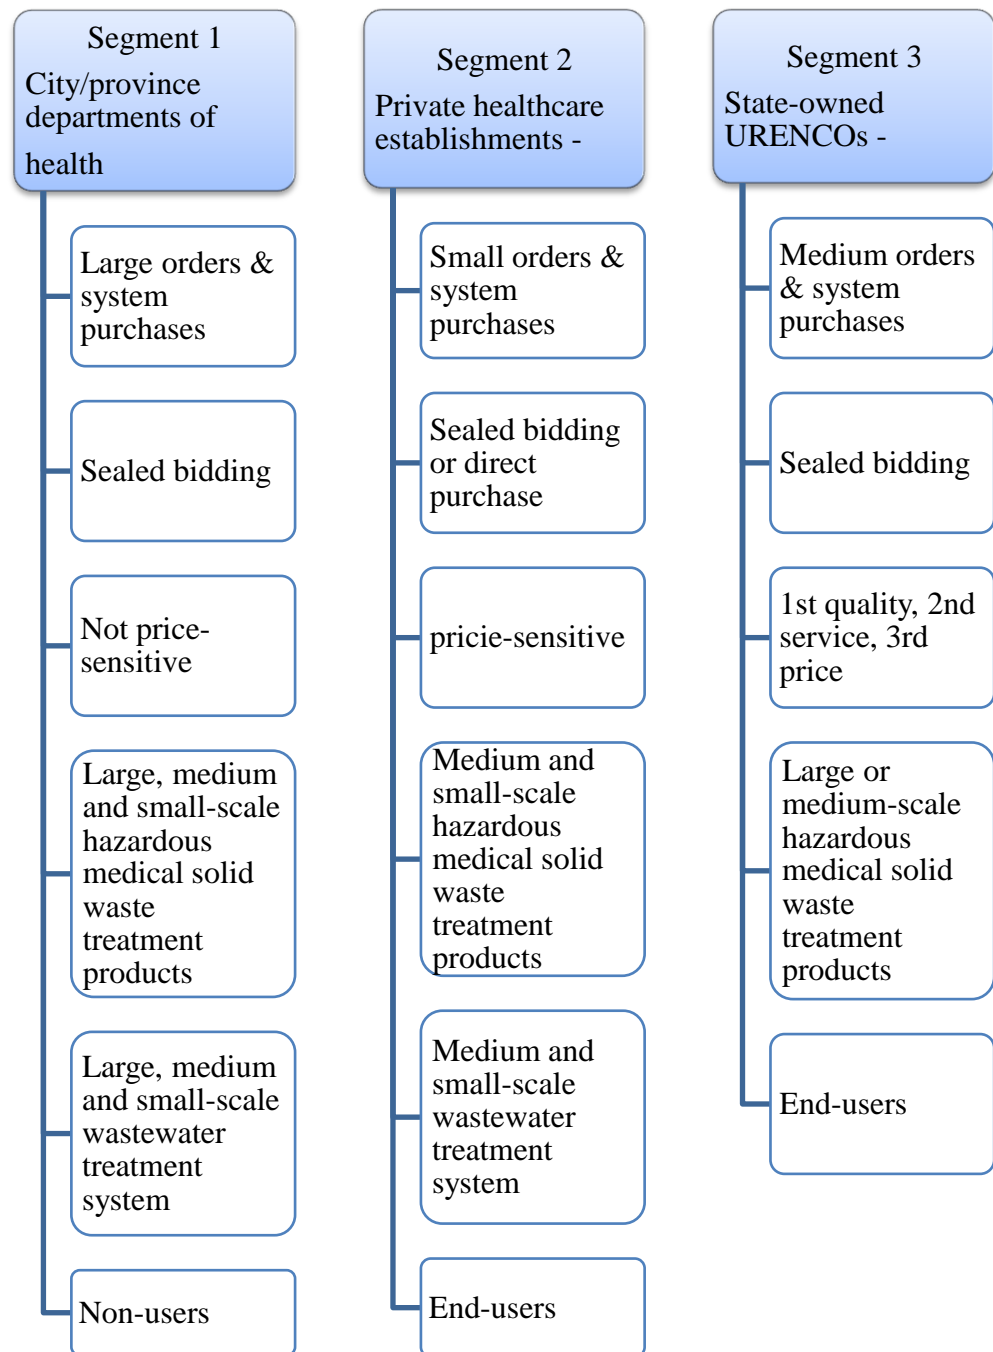 Segment 1
City/province
departments of
health
Large orders &
system
purchases
Sealed bidding
Not price-
sensitive
Large, medium
and small-scale
hazardous
medical solid
waste
treatment
products
Large, medium
and small-scale
wastewater
treatment
system
Non-users
Segment 2
Private healthcare
establishments -
Small orders &
system
purchases
Sealed bidding
or direct
purchase
pricie-sensitive
Medium and
small-scale
hazardous
medical solid
waste
treatment
products
Medium and
small-scale
wastewater
treatment
system
End-users
Segment 3
State-owned
URENCOs -
Medium orders
& system
purchases
Sealed bidding
1st quality, 2nd
service, 3rd
price
Large or
medium-scale
hazardous
medical solid
waste
treatment
products
End-users